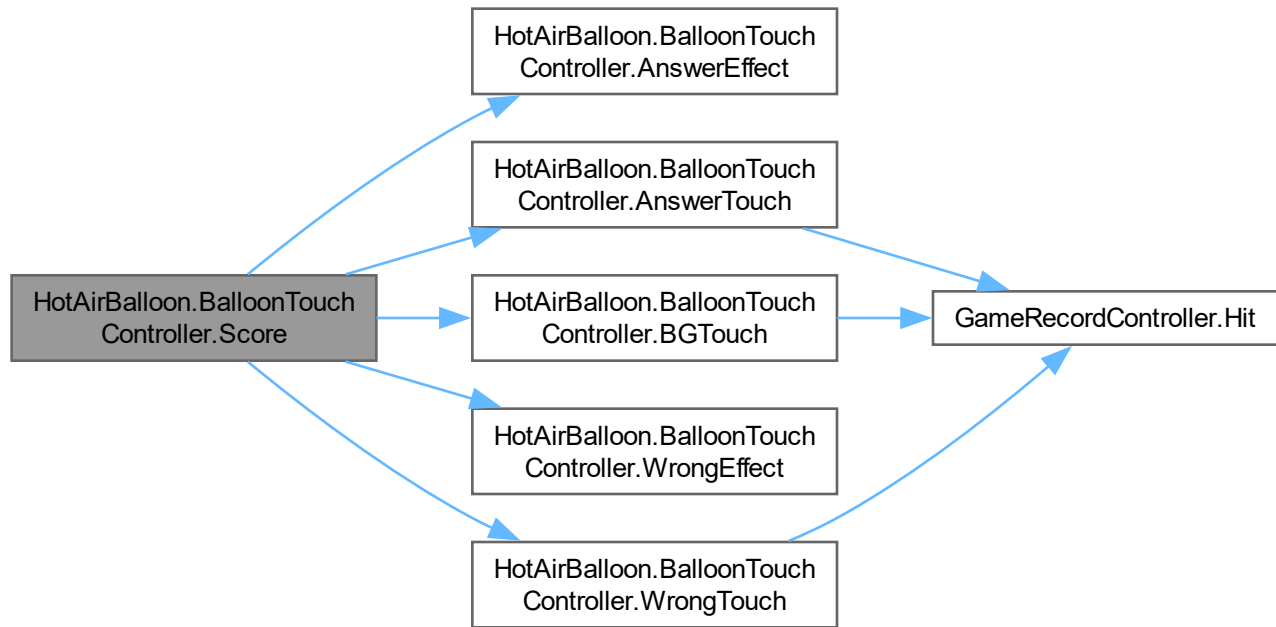 HotAirBalloon.BalloonTouch
Controller.Score
HotAirBalloon.BalloonTouch
Controller.AnswerEffect
HotAirBalloon.BalloonTouch
Controller.AnswerTouch
HotAirBalloon.BalloonTouch
Controller.BGTouch
HotAirBalloon.BalloonTouch
Controller.WrongEffect
HotAirBalloon.BalloonTouch
Controller.WrongTouch
GameRecordController.Hit